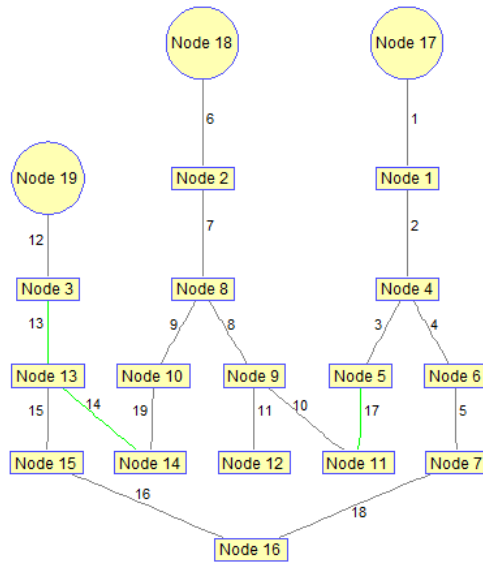 Node 18
Node 17
6
1
Node 19
Node 2
Node 1
12
7
2
Node 3
Node 8
Node 4
13
9
8
3
4
Node 13
Node 10
Node 9
Node 5
Node 6
15
14
19
11
10
17
5
Node 15
Node 14
Node 12
Node 11
Node 7
16
18
Node 16